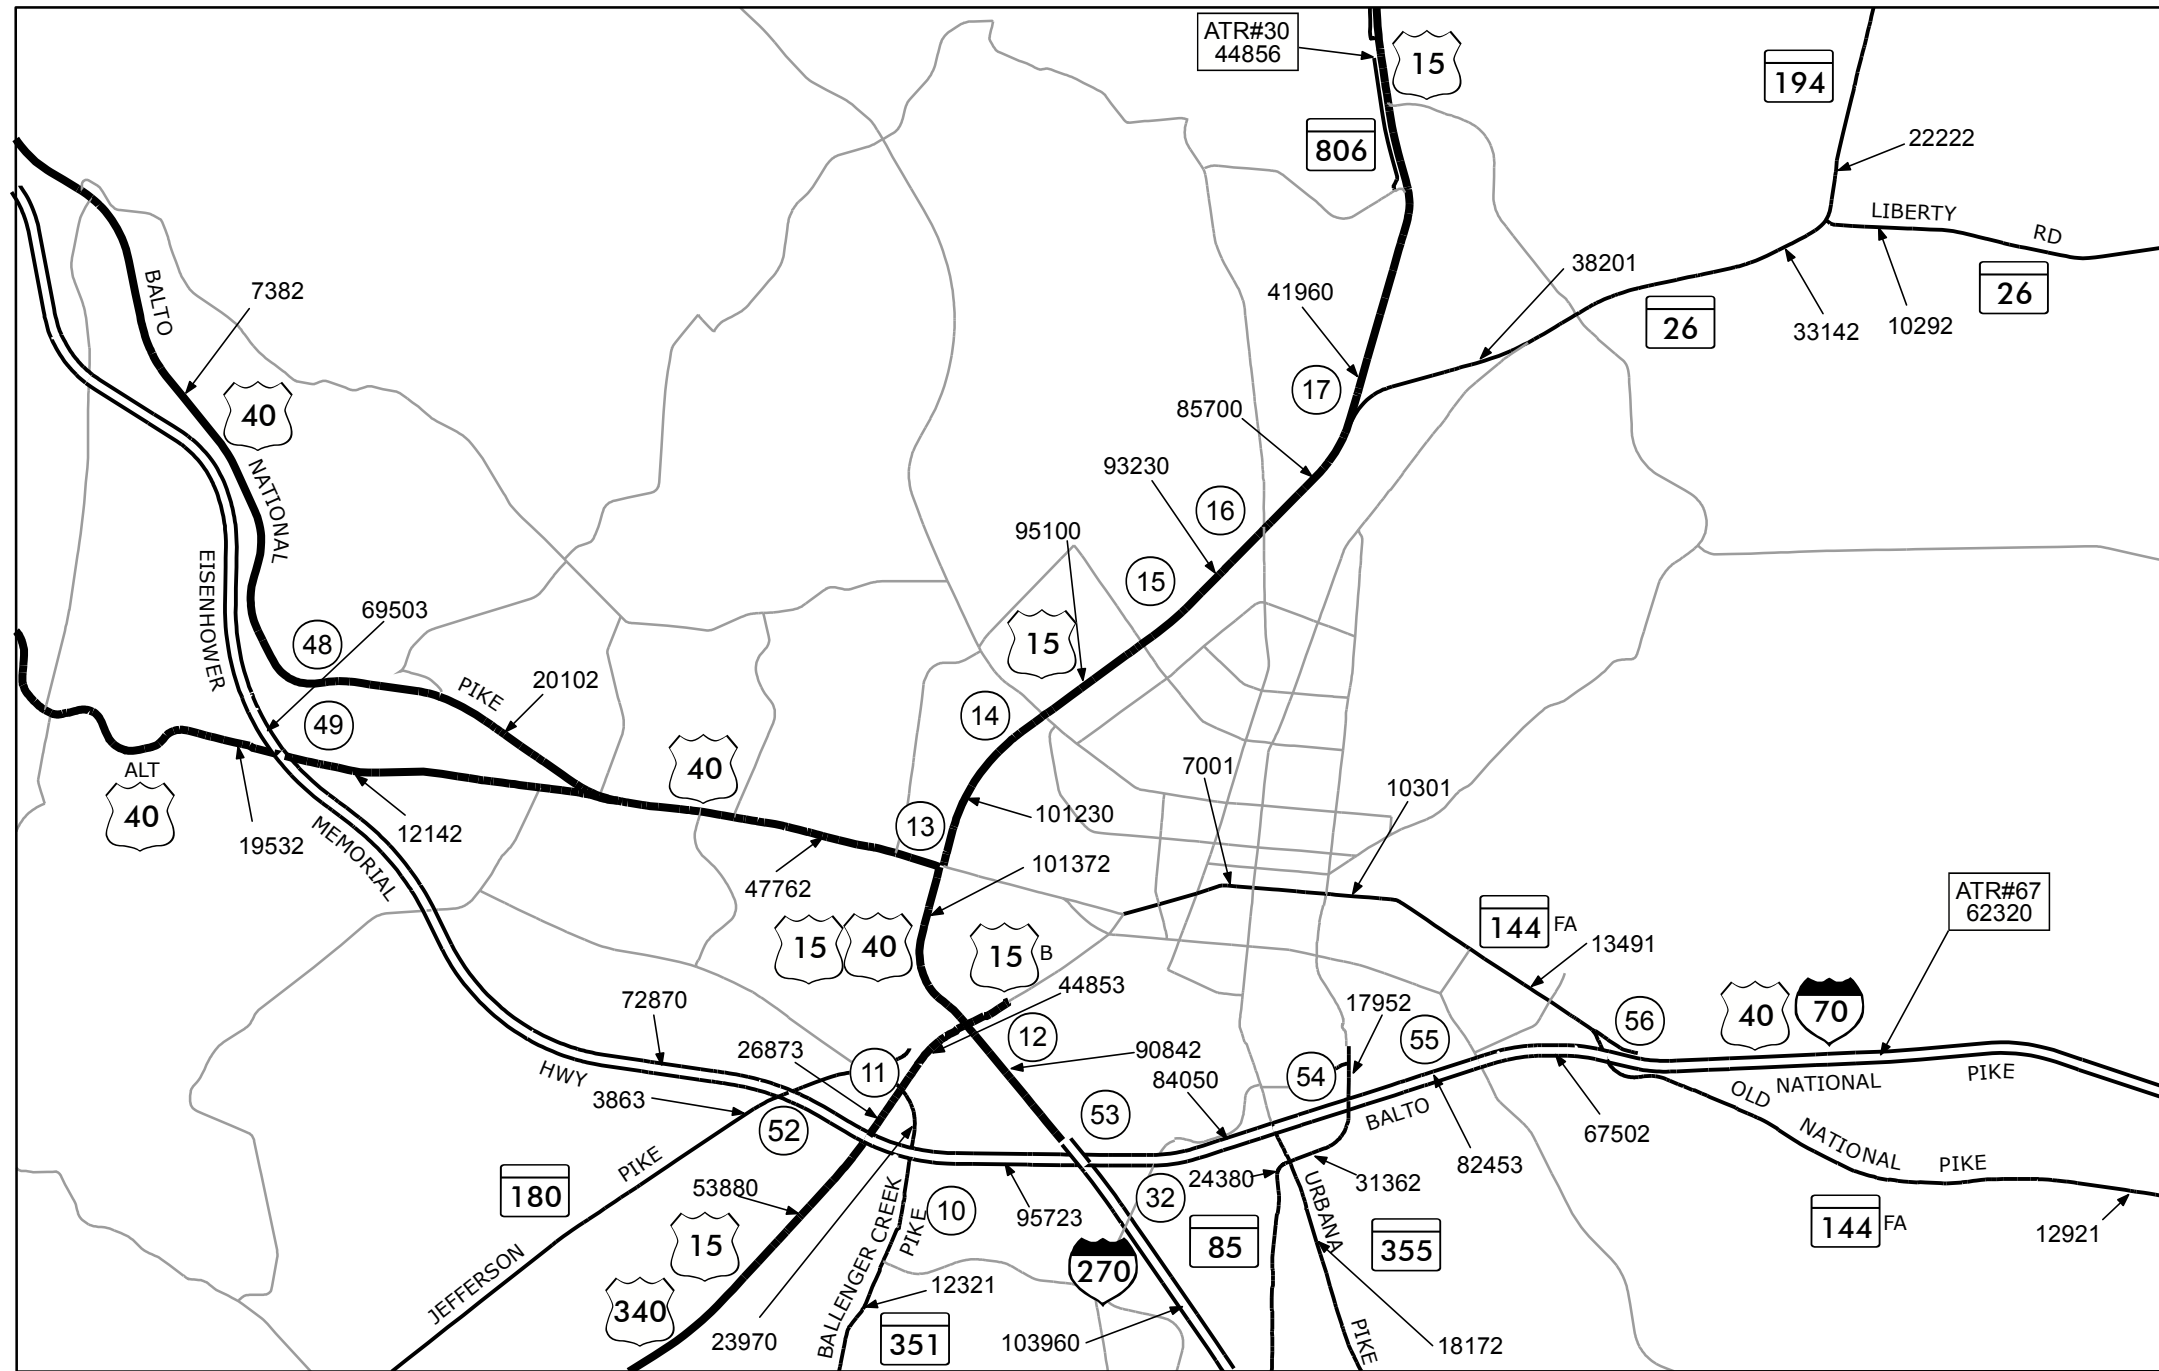 ATR#30
44856
15
194
806
22222
LIBERTY
RD
26
38201
41960
26
33142
10292
7382
BALTO
40
NATIONAL
17
85700
93230
16
95100
15
15
EISENHOWER
69503
48
PIKE
20102
49
14
ALT
40
40
7001
10301
19532
MEMORIAL
12142
13
101230
47762
101372
144 FA
ATR#67
62320
15
40
15 B
13491
40
70
72870
44853
17952
56
HWY
26873
11
12
90842
84050
54
55
3863
52
53
BALTO
OLD
NATIONAL
PIKE
67502
NATIONAL
PIKE
82453
PIKE
180
53880
BALLENGER CREEK
PIKE
10
95723
32
24380
31362
URBANA
85
355
144 FA
12921
JEFFERSON
15
340
270
12321
23970
351
103960
PIKE
18172